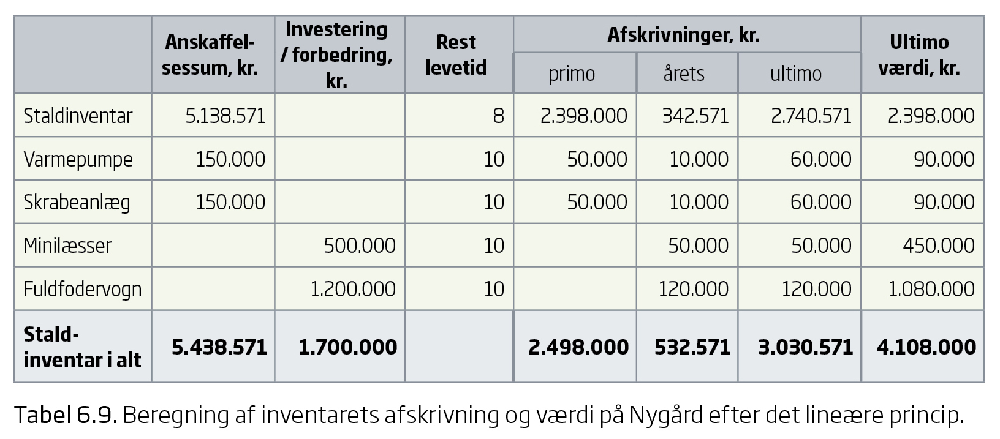 Anskaffel-
sessum, kr.
Investering
/ forbedring,
kr.
Rest
levetid
Afskrivninger, kr.
primo årets ultimo
Ultimo
værdi, kr.
Staldinventar 5.138.571 8 2.398.000 342.571 2.740.571 2.398.000
Varmepumpe 150.000 10 50.000 10.000 60.000 90.000
Skrabeanlæg 150.000 10 50.000 10.000 60.000 90.000
Minilæsser 500.000 10 50.000 50.000 450.000
Fuldfodervogn 1.200.000 10 120.000 120.000 1.080.000
Stald-
inventar i alt 5.438.571 1.700.000 2.498.000 532.571 3.030.571 4.108.000
Tabel 6.9. Beregning af inventarets afskrivning og værdi på Nygård efter det lineære princip.